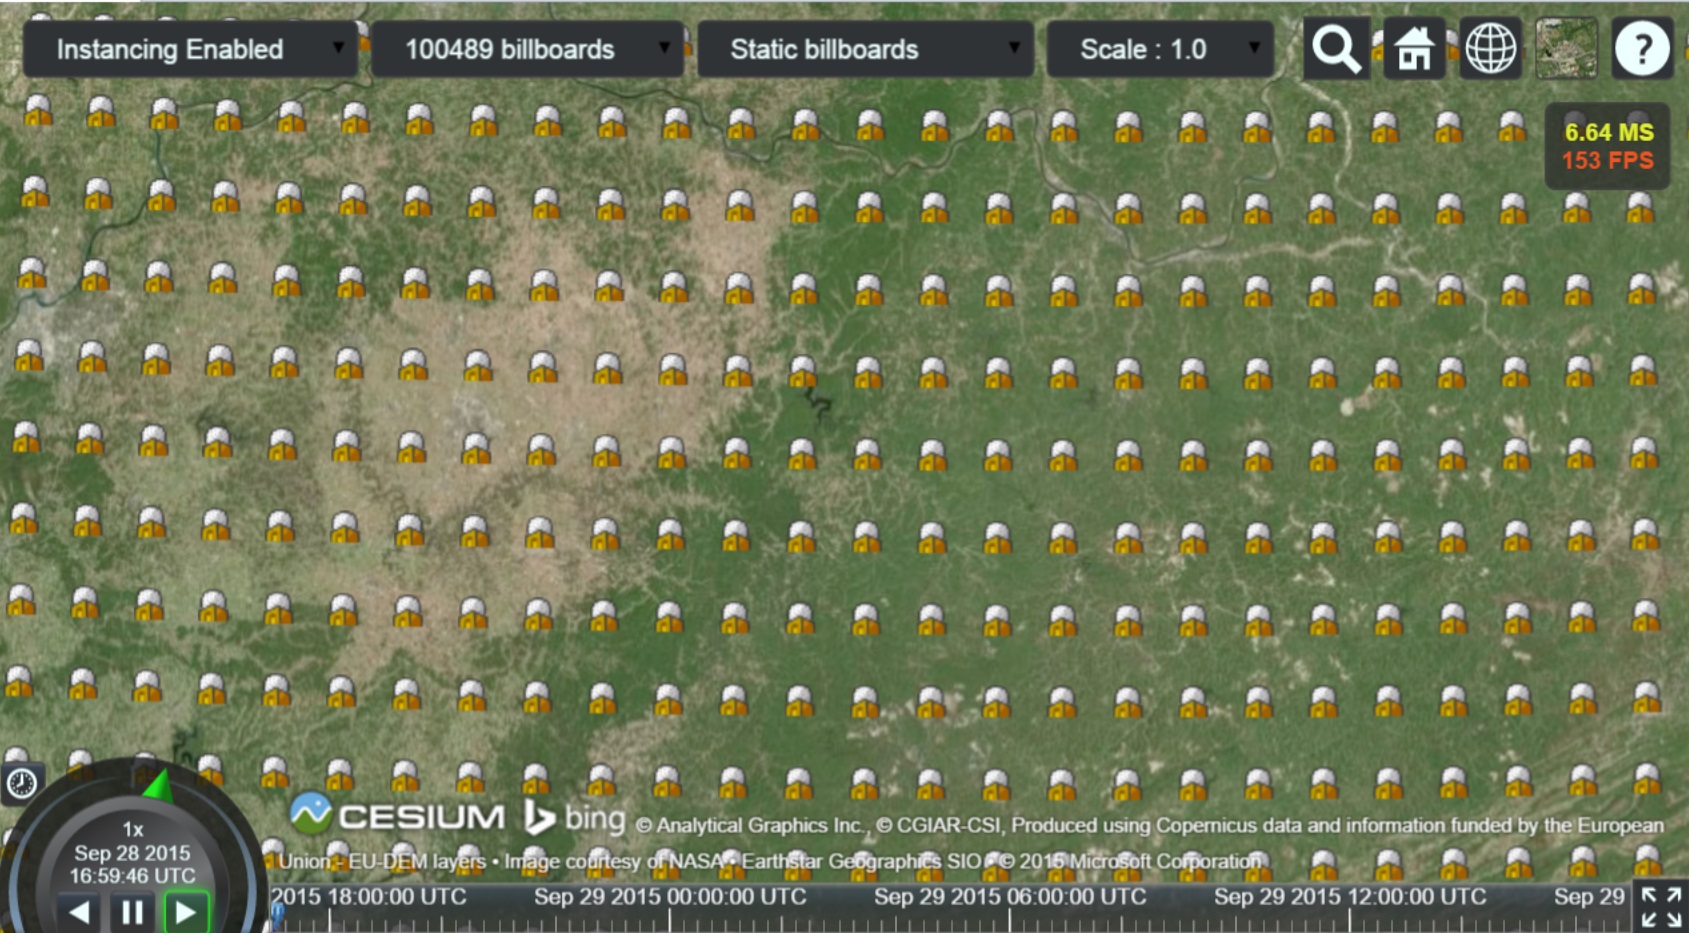 Instancing Enabled
100489 billboards
Static billboards
Scale : 1.0
?
6.64 MS
153 FPS
CESIUM bing © Analytical Graphics Inc., © CGIAR-CSI, Produced using Copernicus data and information funded by the European
Union - EU-DEM layers • Image courtesy of NASA • Earthstar Geographics SIO • © 2015 Microsoft Corporation
1x
Sep 28 2015
16:59:46 UTC
2015 18:00:00 UTC
Sep 29 2015 00:00:00 UTC
Sep 29 2015 06:00:00 UTC
Sep 29 2015 12:00:00 UTC
Sep 29